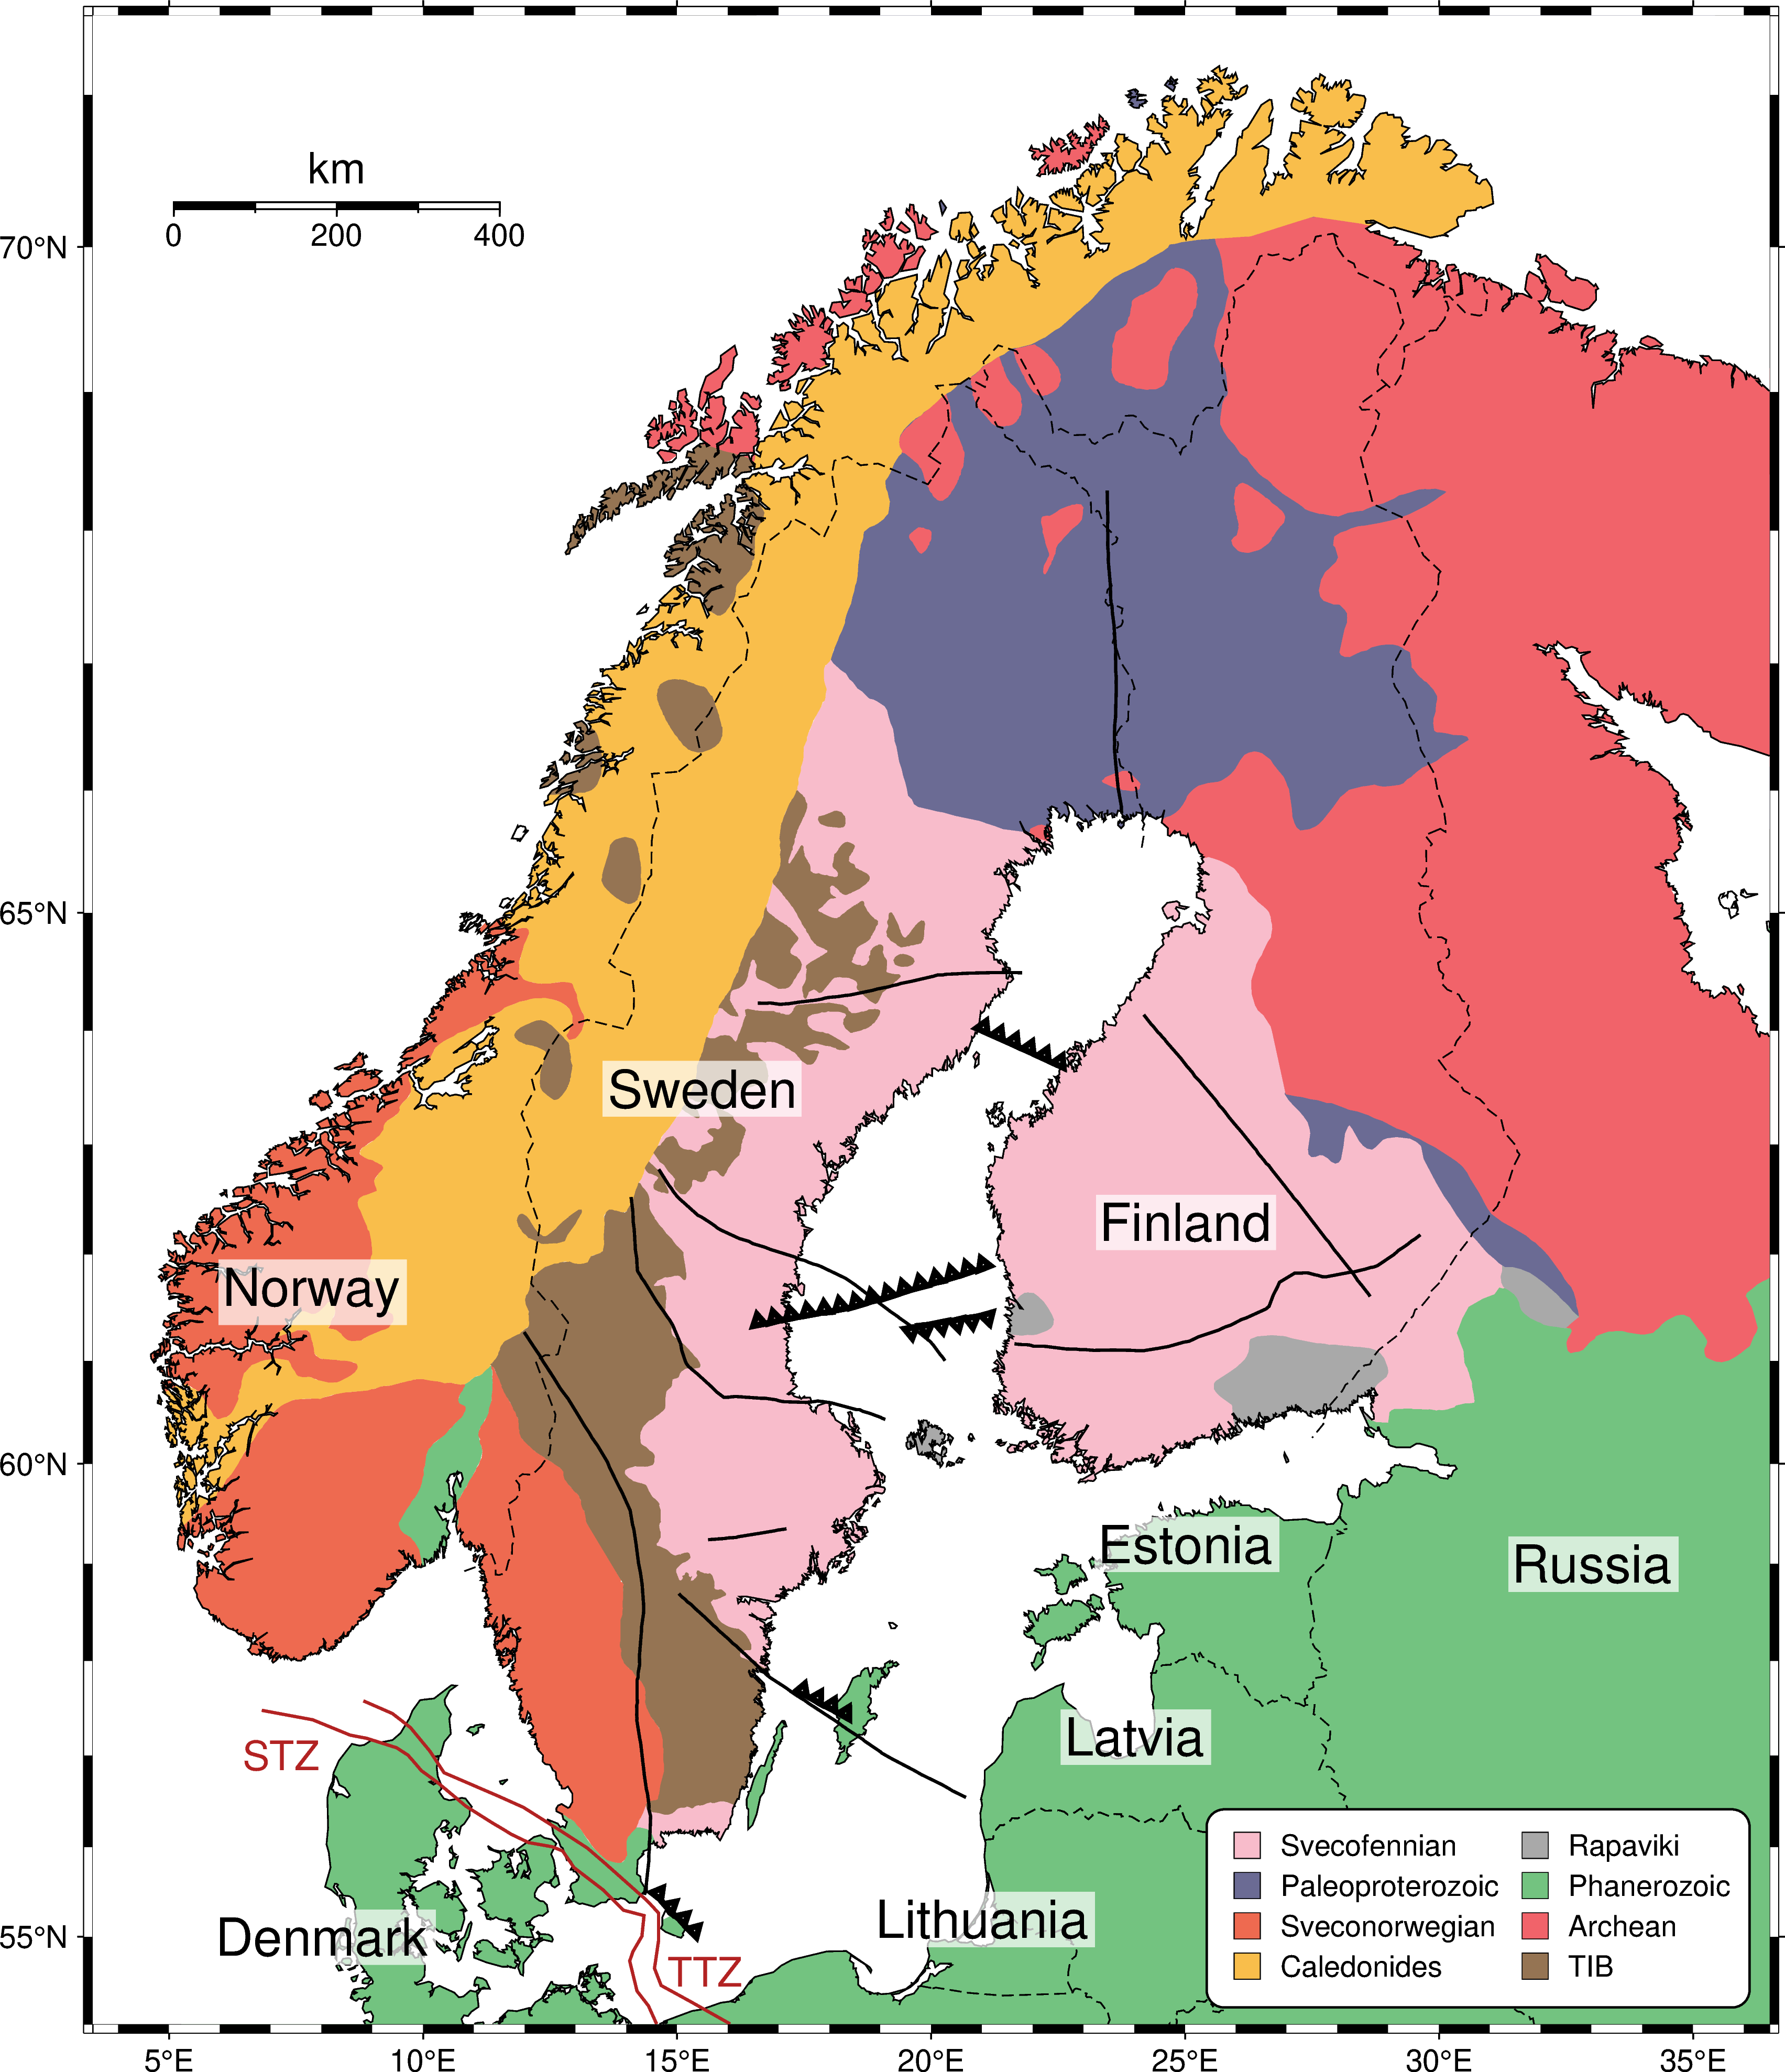 km
0 200 400
70°N
65°N
Sweden
Finland
Norway
60°N
Estonia
Russia
STZ
Latvia
Svecofennian
Paleoproterozoic
Sveconorwegian
Caledonides
Rapaviki
Phanerozoic
Archean
TIB
Lithuania
Denmark
55°N
TTZ
5°E 10°E 15°E 20°E 25°E 30°E 35°E